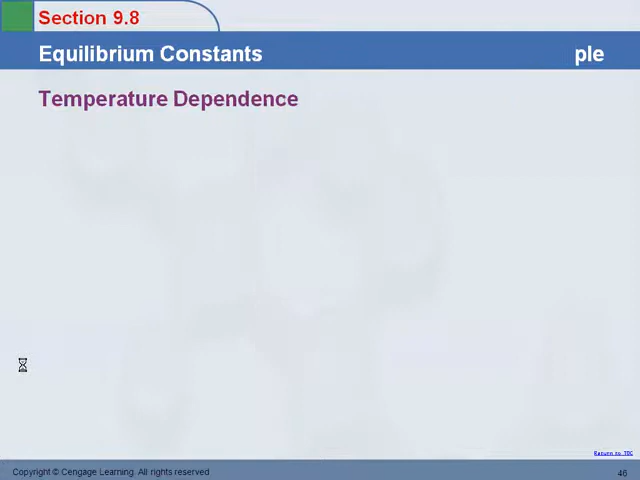 Section 9.8
Equilibrium Constants ple
Temperature Dependence
Return to TOC
Copyright © Cengage Learning. All rights reserved 46